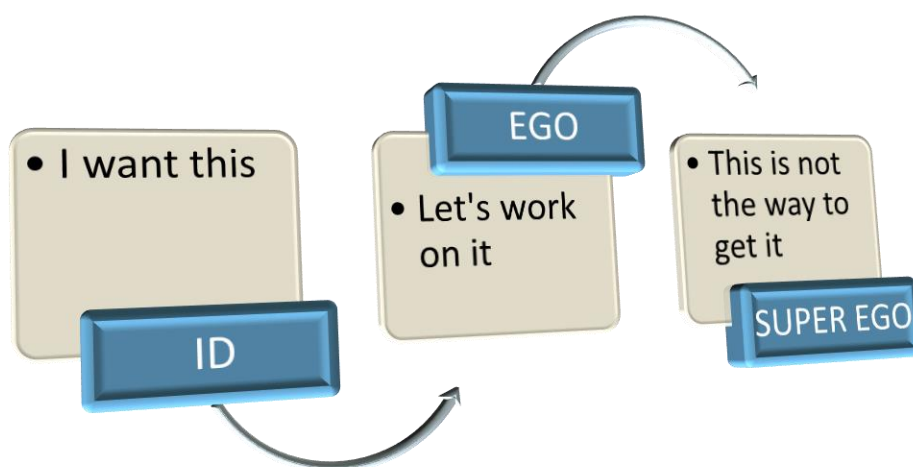 • I want this
ID
EGO
• Let's work
on it
• This is not
the way to
get it
SUPER EGO